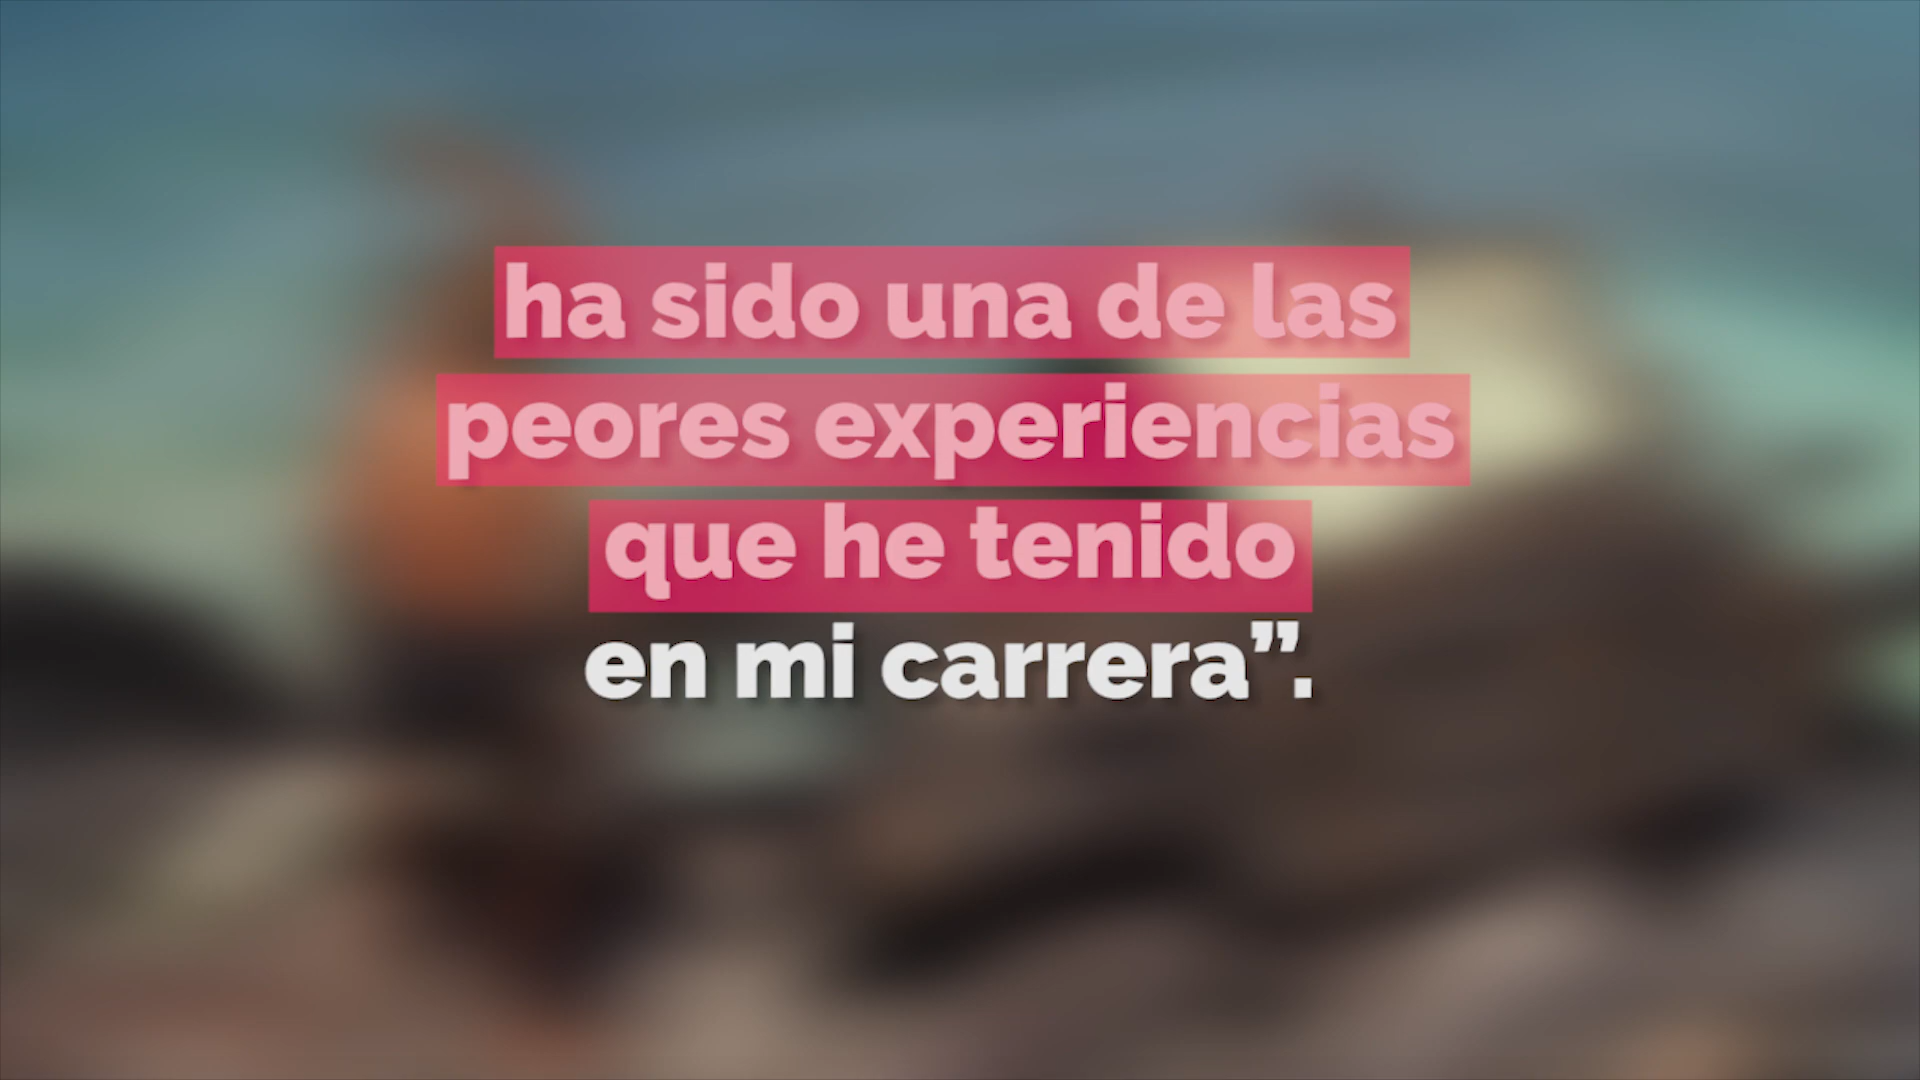 ha sido una de las
peores experiencias
que he tenido
en mi carrera”.